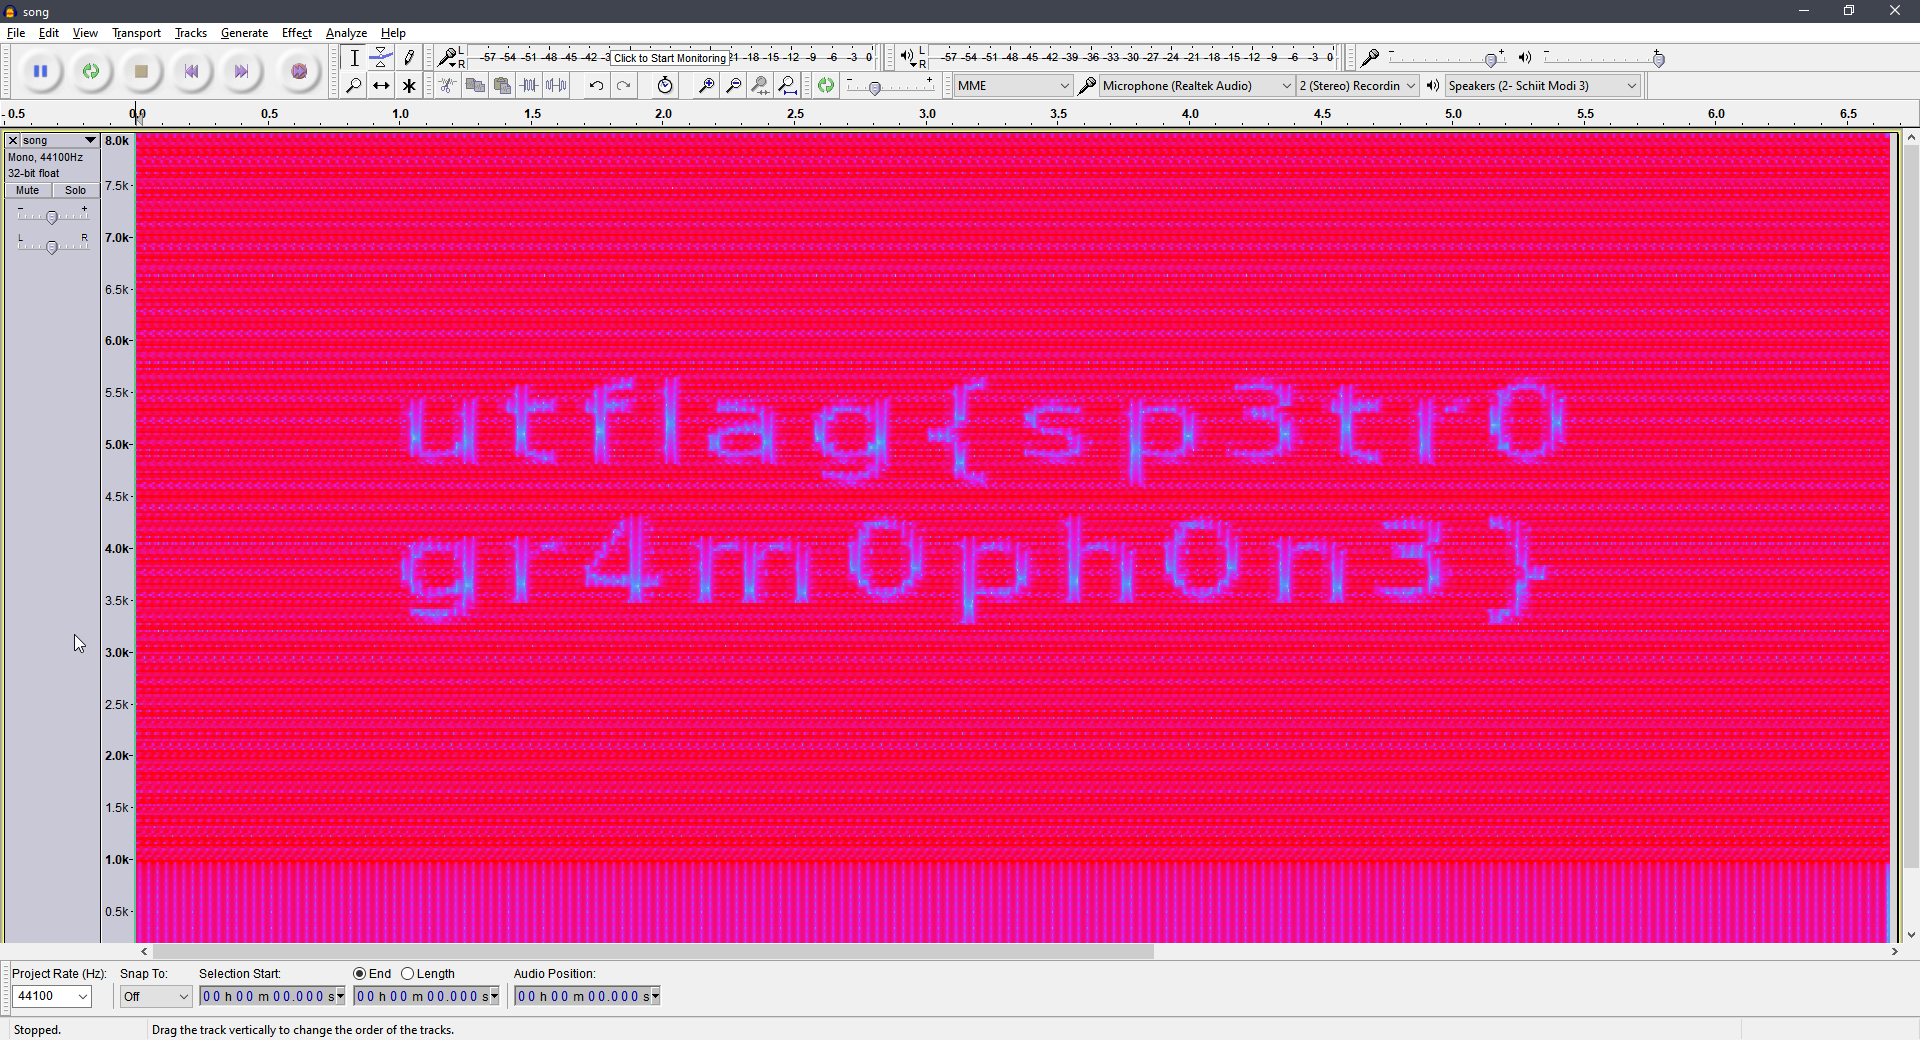 song
File Edit View Transport Tracks Generate Effect Analyze Help
L
R
-57 -54 -51 -48 -45 -42 -3
Click to Start Monitoring
21 -18 -15 -12 -9 -6 -3 0
L
R
-57 -54 -51 -48 -45 -42 -39 -36 -33 -30 -27 -24 -21 -18 -15 -12 -9 -6 -3 0
MME
Microphone (Realtek Audio)
2 (Stereo) Recordin
Speakers (2- Schiit Modi 3)
-0.5 0.0 0.5 1.0 1.5 2.0 2.5 3.0 3.5 4.0 4.5 5.0 5.5 6.0 6.5
song
Mono, 44100Hz
32-bit float
Mute Solo
- +
L R
8.0k
7.5k
7.0k
6.5k
6.0k
5.5k
5.0k
4.5k
4.0k
3.5k
3.0k
2.5k
2.0k
1.5k
1.0k
0.5k
utflag{sp3tr0
gr4m0ph0n3}
Project Rate (Hz): Snap To: Selection Start: End Length Audio Position:
44100 Off 00 h 00 m 00.000 s 00 h 00 m 00.000 s 00 h 00 m 00.000 s
Stopped. Drag the track vertically to change the order of the tracks.